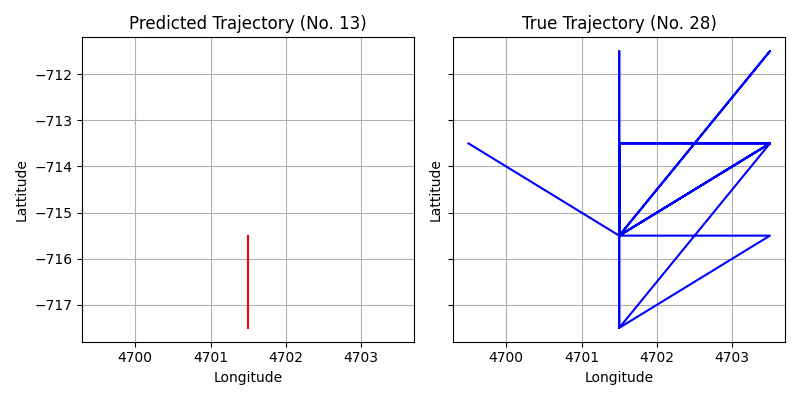 Predicted Trajectory (No. 13)
True Trajectory (No. 28)
Lattitude
−712
−713
−714
−715
−716
−717
4700
4701
4702
4703
Longitude
Lattitude
4700
4701
4702
4703
Longitude